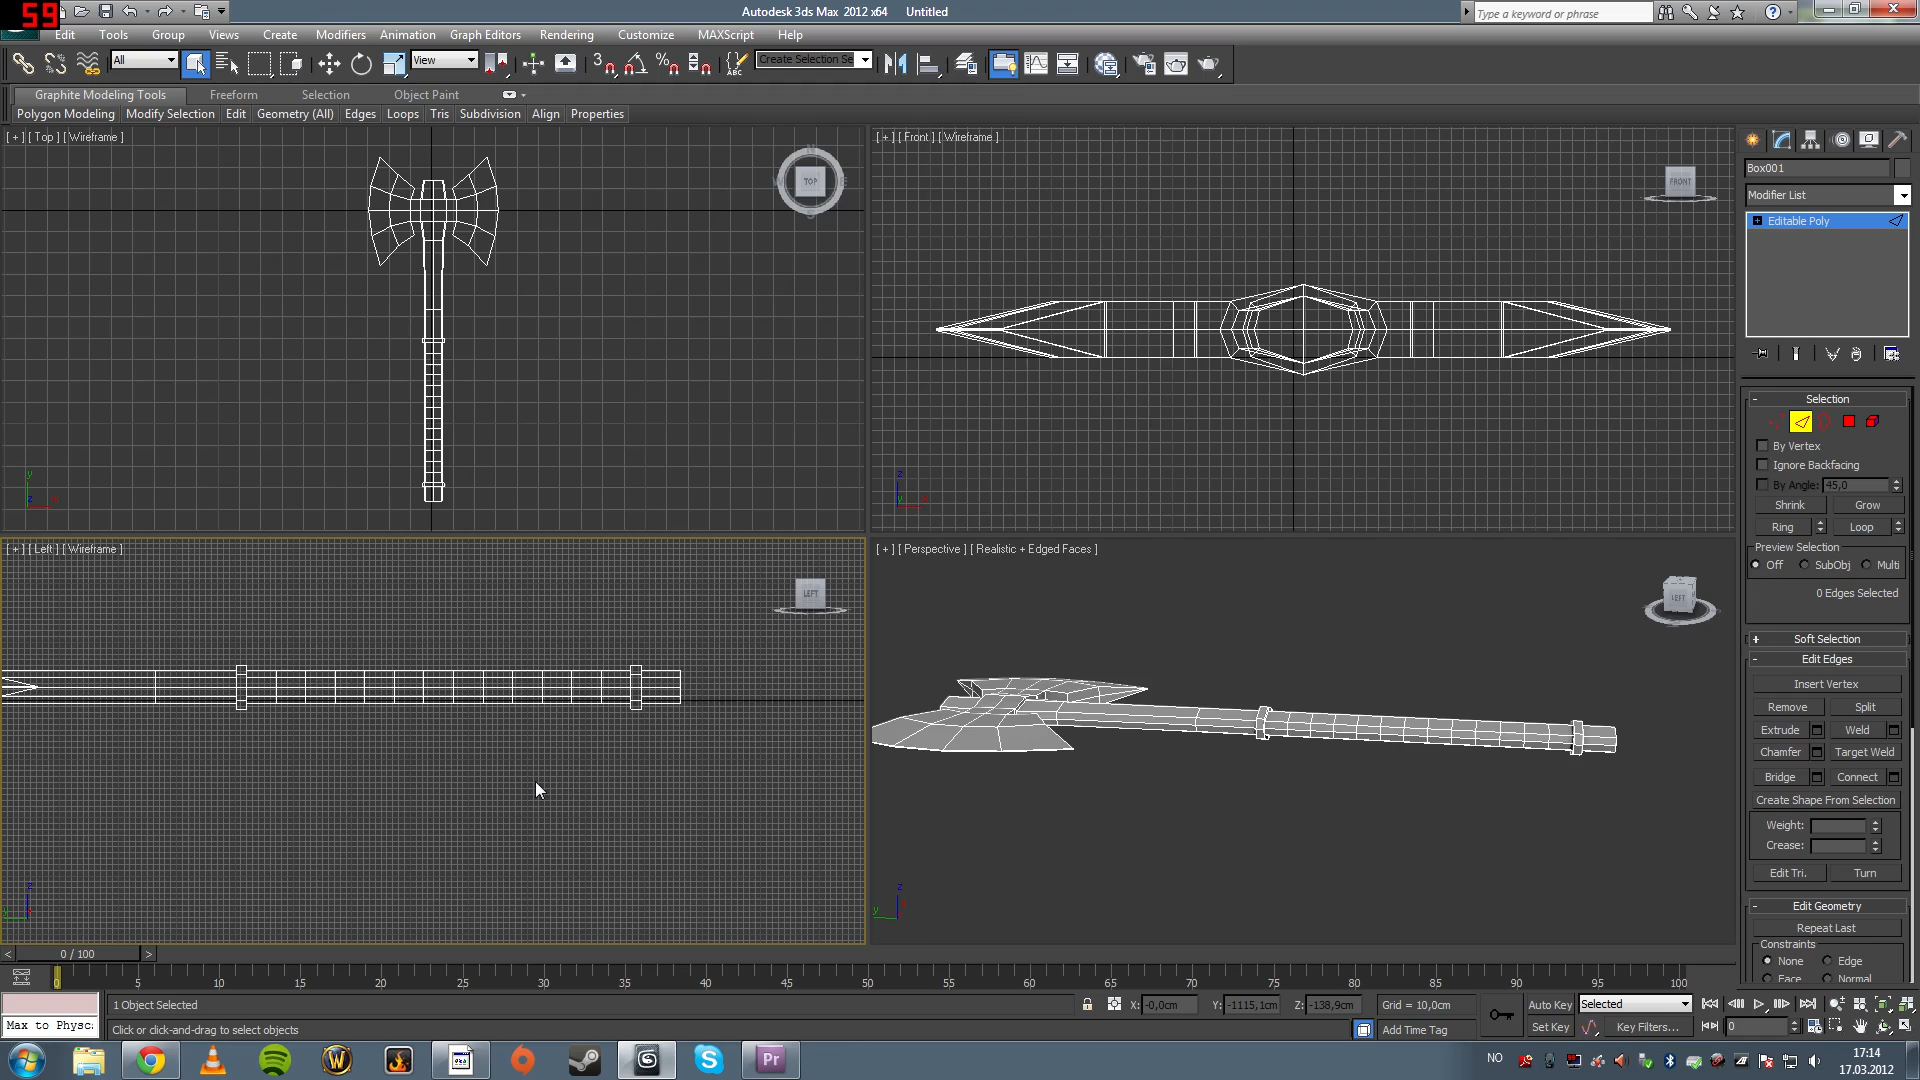 59
Autodesk 3ds Max 2012 x64 Untitled
Type a keyword or phrase
Edit Tools Group Views Create Modifiers Animation Graph Editors Rendering Customize MAXScript Help
All View 3 Create Selection Se
Graphite Modeling Tools Freeform Selection Object Paint
Polygon Modeling Modify Selection Edit Geometry (All) Edges Loops Tris Subdivision Align Properties
[ + ] [ Top ] [ Wireframe ]
TOP
[ + ] [ Front ] [ Wireframe ]
FRONT
[ + ] [ Left ] [ Wireframe ]
LEFT
[ + ] [ Perspective ] [ Realistic + Edged Faces ]
LEFT
Box001
Modifier List
Editable Poly
Selection
By Vertex
Ignore Backfacing
By Angle: 45,0
Shrink Grow
Ring Loop
Preview Selection
Off SubObj Multi
0 Edges Selected
Soft Selection
Edit Edges
Insert Vertex
Remove Split
Extrude Weld
Chamfer Target Weld
Bridge Connect
Create Shape From Selection
Weight:
Crease:
Edit Tri. Turn
Edit Geometry
Repeat Last
Constraints
None Edge
Face Normal
0 / 100
0 5 10 15 20 25 30 35 40 45 50 55 60 65 70 75 80 85 90 95 100
1 Object Selected
X: -0,0cm Y: -1115,1cm Z: -138,9cm Grid = 10,0cm
Auto Key Selected
Max to Physc:
Click or click-and-drag to select objects
Add Time Tag
Set Key Key Filters... 0
Pr
NO
17:14
17.03.2012